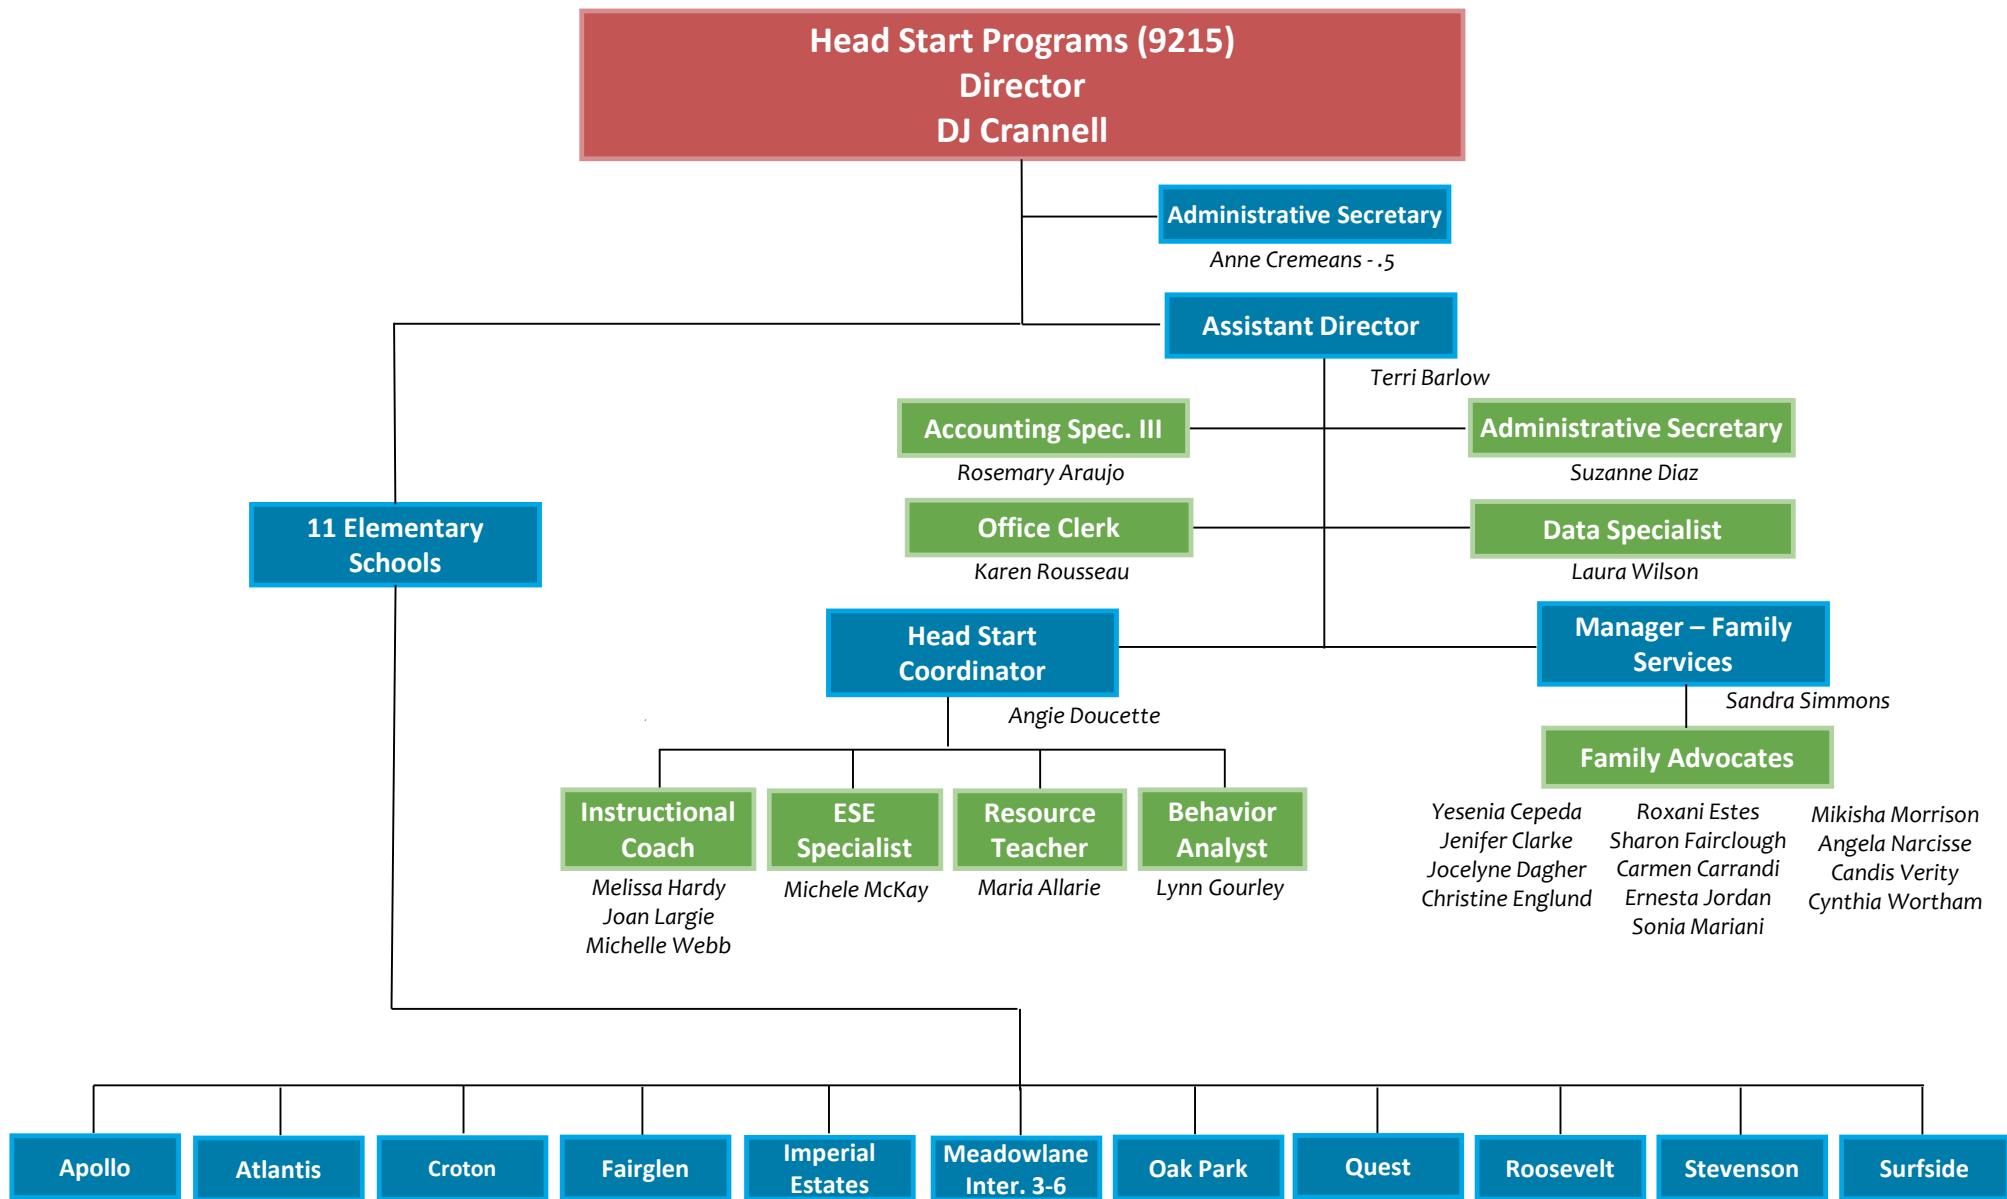 Head Start Programs (9215)
Director
DJ Crannell
Administrative Secretary
Anne Cremeans - .5
Assistant Director
Terri Barlow
Accounting Spec. III
Rosemary Araujo
Administrative Secretary
Suzanne Diaz
Office Clerk
Karen Rousseau
Data Specialist
Laura Wilson
11 Elementary
Schools
Head Start
Coordinator
Angie Doucette
Manager – Family
Services
Sandra Simmons
Instructional
Coach
Melissa Hardy
Joan Largie
Michelle Webb
ESE
Specialist
Michele McKay
Resource
Teacher
Maria Allarie
Behavior
Analyst
Lynn Gourley
Family Advocates
Yesenia Cepeda
Jenifer Clarke
Jocelyne Dagher
Christine Englund
Roxani Estes
Sharon Fairclough
Carmen Carrandi
Ernesta Jordan
Sonia Mariani
Mikisha Morrison
Angela Narcisse
Candis Verity
Cynthia Wortham
Apollo
Atlantis
Croton
Fairglen
Imperial
Estates
Meadowlane
Inter. 3-6
Oak Park
Quest
Roosevelt
Stevenson
Surfside